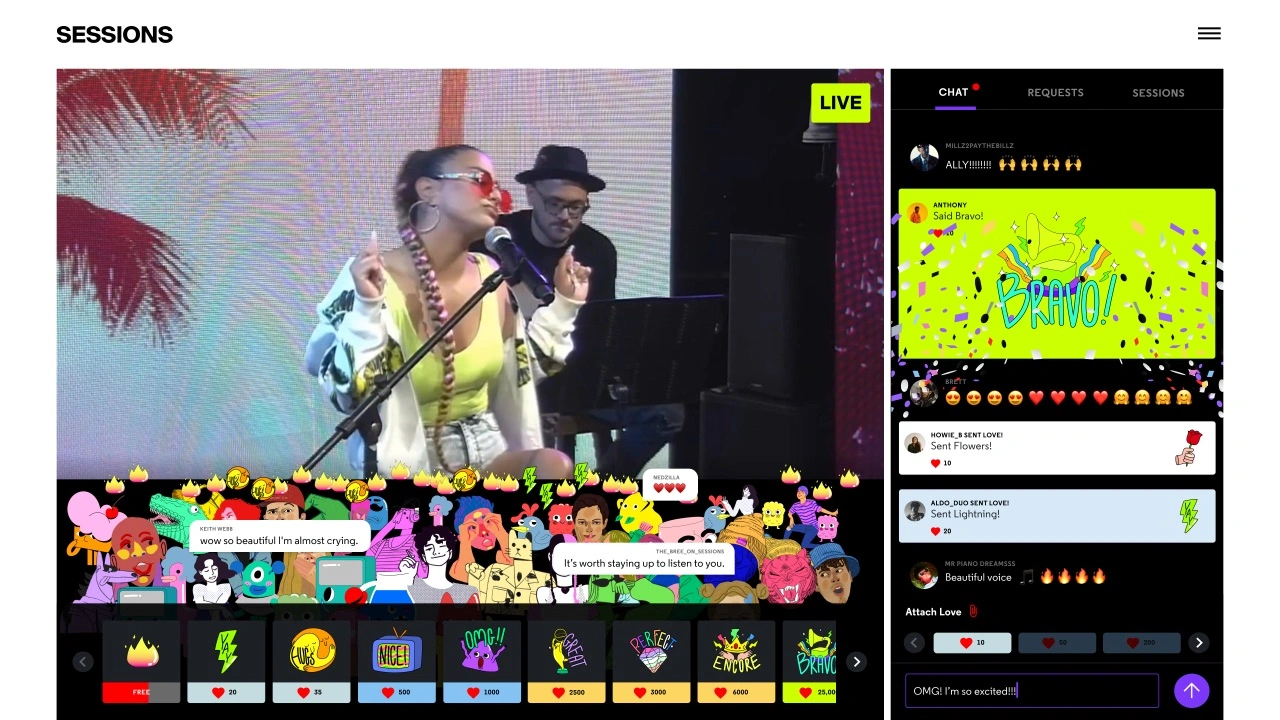 SESSIONS
LIVE
CHAT REQUESTS SESSIONS
MILLZ2PAYTHEBILLZ
ALLY!!!!!!!!
ANTHONY
Said Bravo!
BRAVO!
BRETT
HOWIE_B SENT LOVE!
Sent Flowers!
10
ALDO_DUO SENT LOVE!
Sent Lightning!
20
MR PIANO DREAMSSS
Beautiful voice
Attach Love
10 50 200
OMG! I'm so excited!!!
NEDZILLA
KEITH WEBB
wow so beautiful I'm almost crying.
THE_BREE_ON_SESSIONS
It's worth staying up to listen to you.
HUGS NICE! OMG!! GREAT PERFECT ENCORE BRAVO
FREE 20 35 500 1000 2500 3000 6000 25,00